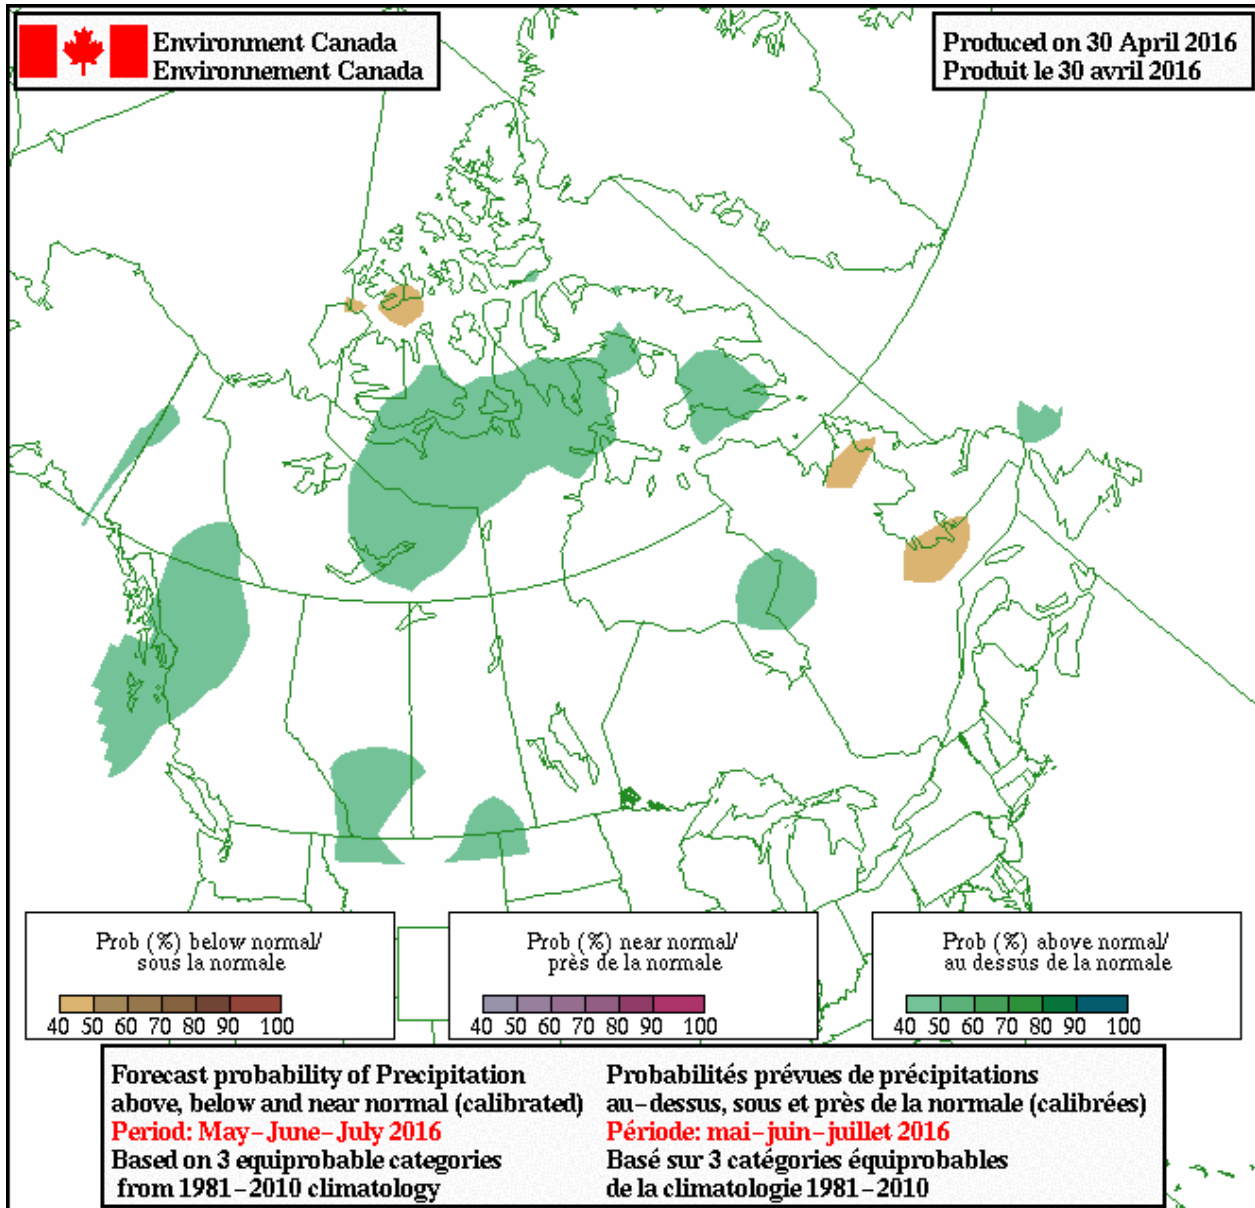 Environment Canada
Environnement Canada
Produced on 30 April 2016
Produit le 30 avril 2016
Prob (%) below normal/
sous la normale
40 50 60 70 80 90 100
Prob (%) near normal/
près de la normale
40 50 60 70 80 90 100
Prob (%) above normal/
au dessus de la normale
40 50 60 70 80 90 100
Forecast probability of Precipitation
above, below and near normal (calibrated)
Period: May-June-July 2016
Based on 3 equiprobable categories
from 1981-2010 climatology
Probabilités prévues de précipitations
au-dessus, sous et près de la normale (calibrées)
Période: mai-juin-juillet 2016
Basé sur 3 catégories équiprobables
de la climatologie 1981-2010